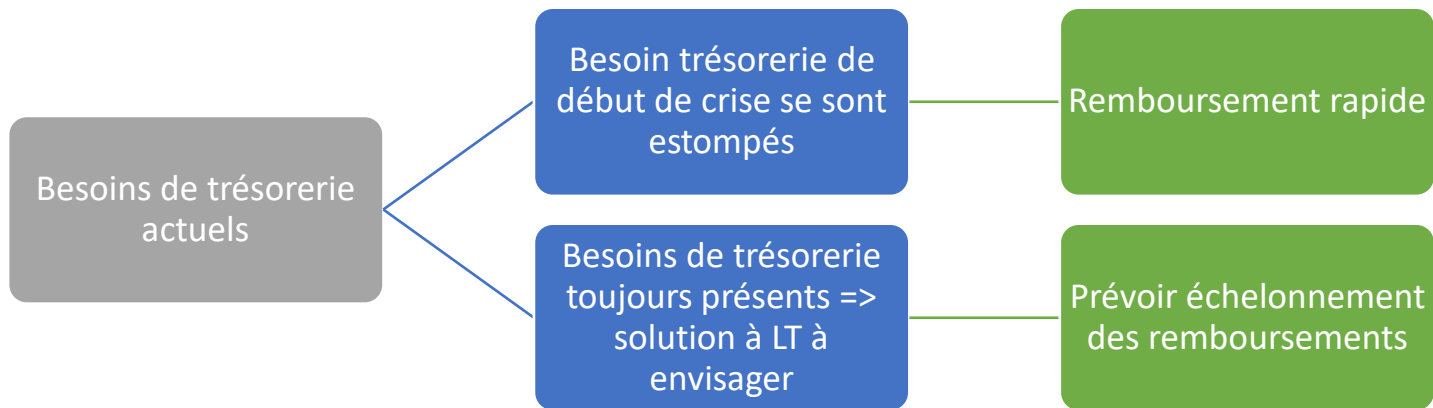 Besoins de trésorerie
actuels
Besoin trésorerie de
début de crise se sont
estompés
Remboursement rapide
Besoins de trésorerie
toujours présents =>
solution à LT à
envisager
Prévoir échelonnement
des remboursements